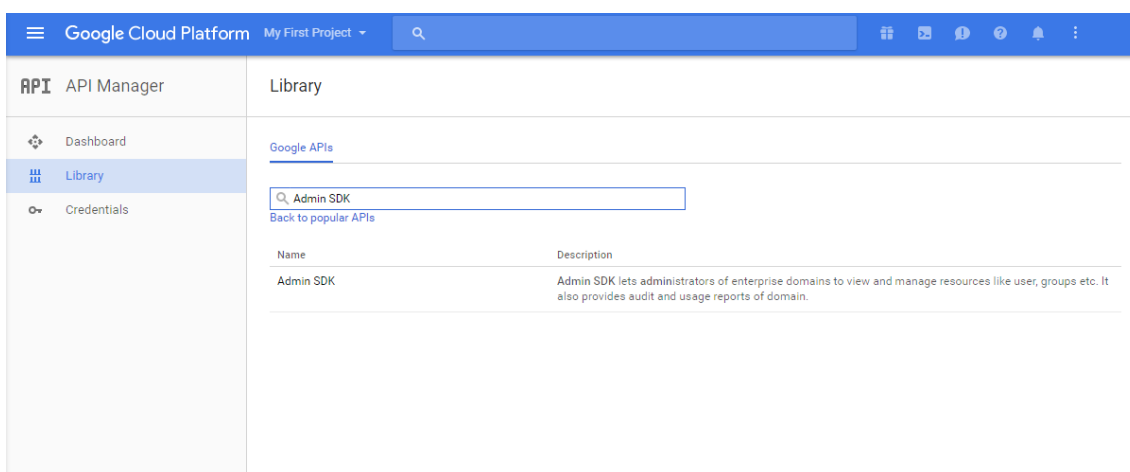 Google Cloud Platform My First Project
API API Manager
Library
Dashboard
Library
Credentials
Google APIs
Admin SDK
Back to popular APIs
Name Description
Admin SDK Admin SDK lets administrators of enterprise domains to view and manage resources like user, groups etc. It
also provides audit and usage reports of domain.